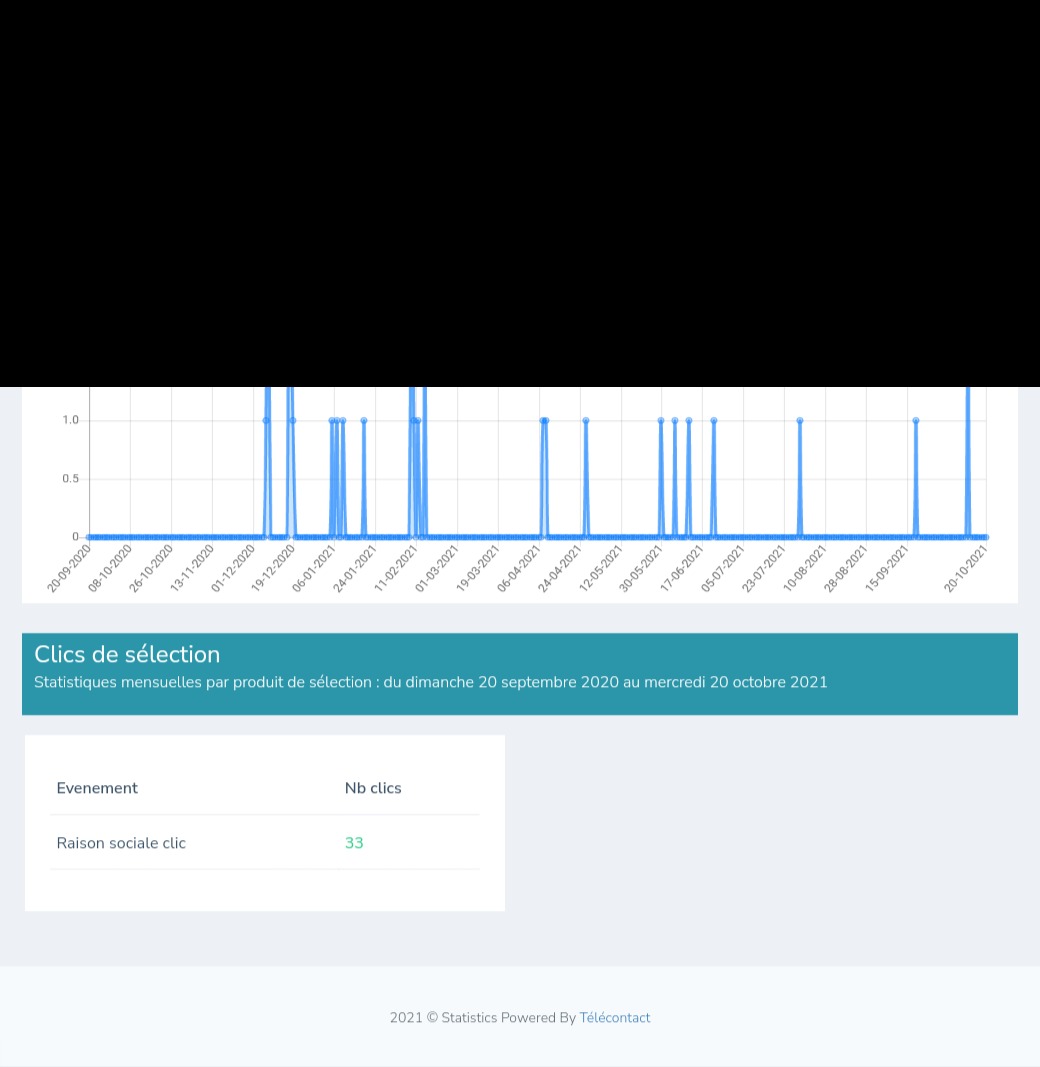 1.0
0.5
0
20-09-2020 08-10-2020 26-10-2020 13-11-2020 01-12-2020 19-12-2020 06-01-2021 24-01-2021 11-02-2021 01-03-2021 19-03-2021 06-04-2021 24-04-2021 12-05-2021 30-05-2021 17-06-2021 05-07-2021 23-07-2021 10-08-2021 28-08-2021 15-09-2021 20-10-2021
Clics de sélection
Statistiques mensuelles par produit de sélection : du dimanche 20 septembre 2020 au mercredi 20 octobre 2021
Evenement Nb clics
Raison sociale clic 33
2021 © Statistics Powered By Télécontact